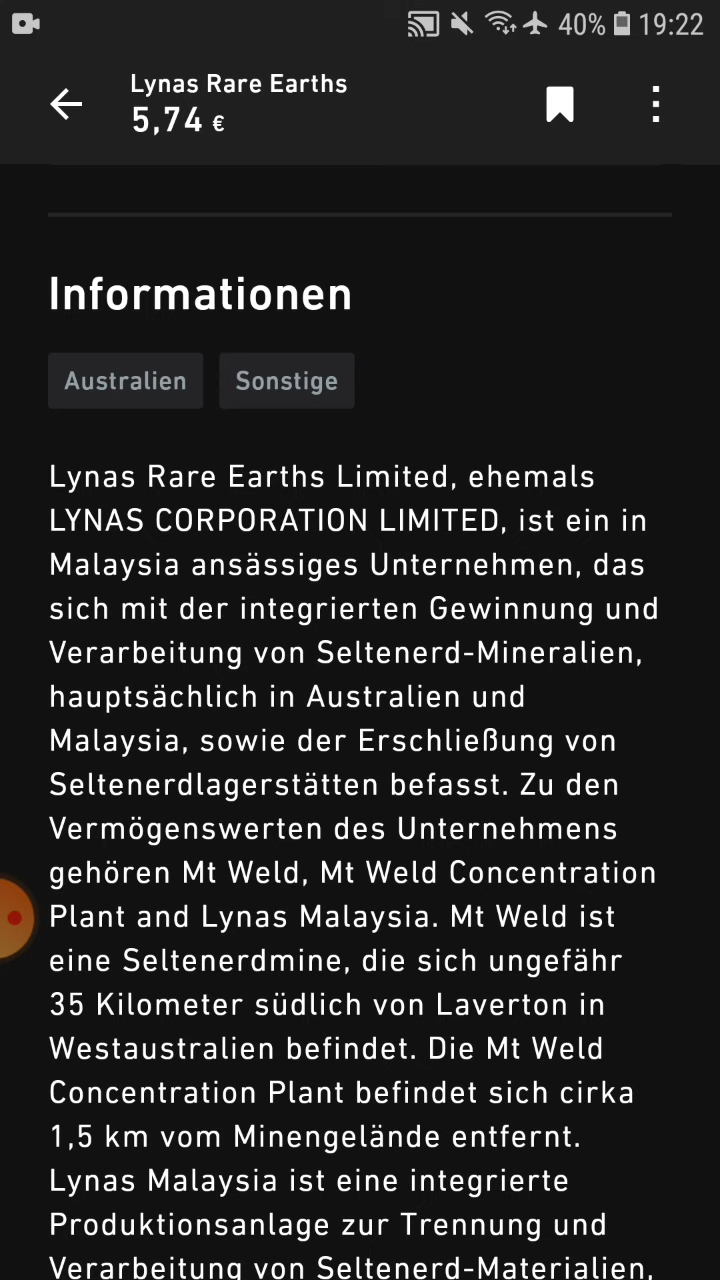 40% 19:22
Lynas Rare Earths
5,74 €
Informationen
Australien Sonstige
Lynas Rare Earths Limited, ehemals
LYNAS CORPORATION LIMITED, ist ein in
Malaysia ansässiges Unternehmen, das
sich mit der integrierten Gewinnung und
Verarbeitung von Seltenerd-Mineralien,
hauptsächlich in Australien und
Malaysia, sowie der Erschließung von
Seltenerdlagerstätten befasst. Zu den
Vermögenswerten des Unternehmens
gehören Mt Weld, Mt Weld Concentration
Plant and Lynas Malaysia. Mt Weld ist
eine Seltenerdmine, die sich ungefähr
35 Kilometer südlich von Laverton in
Westaustralien befindet. Die Mt Weld
Concentration Plant befindet sich cirka
1,5 km vom Minengelände entfernt.
Lynas Malaysia ist eine integrierte
Produktionsanlage zur Trennung und
Verarbeitung von Seltenerd-Materialien,